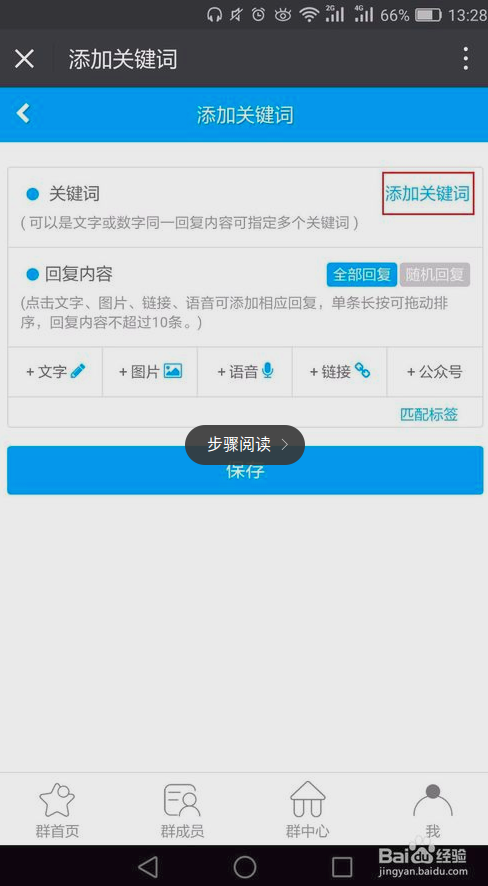 2G 4G 66% 13:28
添加关键词
添加关键词
关键词 添加关键词
(可以是文字或数字同一回复内容可指定多个关键词)
回复内容 全部回复 随机回复
(点击文字、图片、链接、语音可添加相应回复，单条长按可拖动排
序，回复内容不超过10条。)
+文字 +图片 +语音 +链接 +公众号
匹配标签
步骤阅读
保存
群首页 群成员 群中心 我
Bai 经验
jingyan.baidu.com